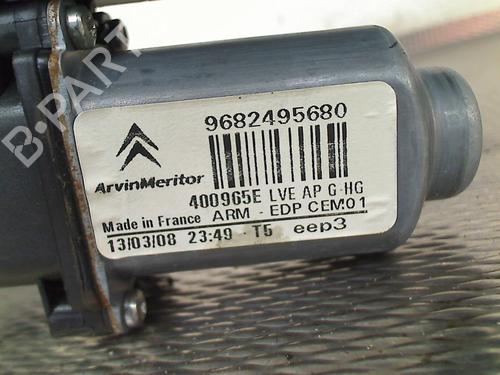 B-PARTS
9682495680
ArvinMeritor
400965E LVE AP G-HG
Made in France ARM - EDP CEM01
13/03/08 23:49 - T5 eep3